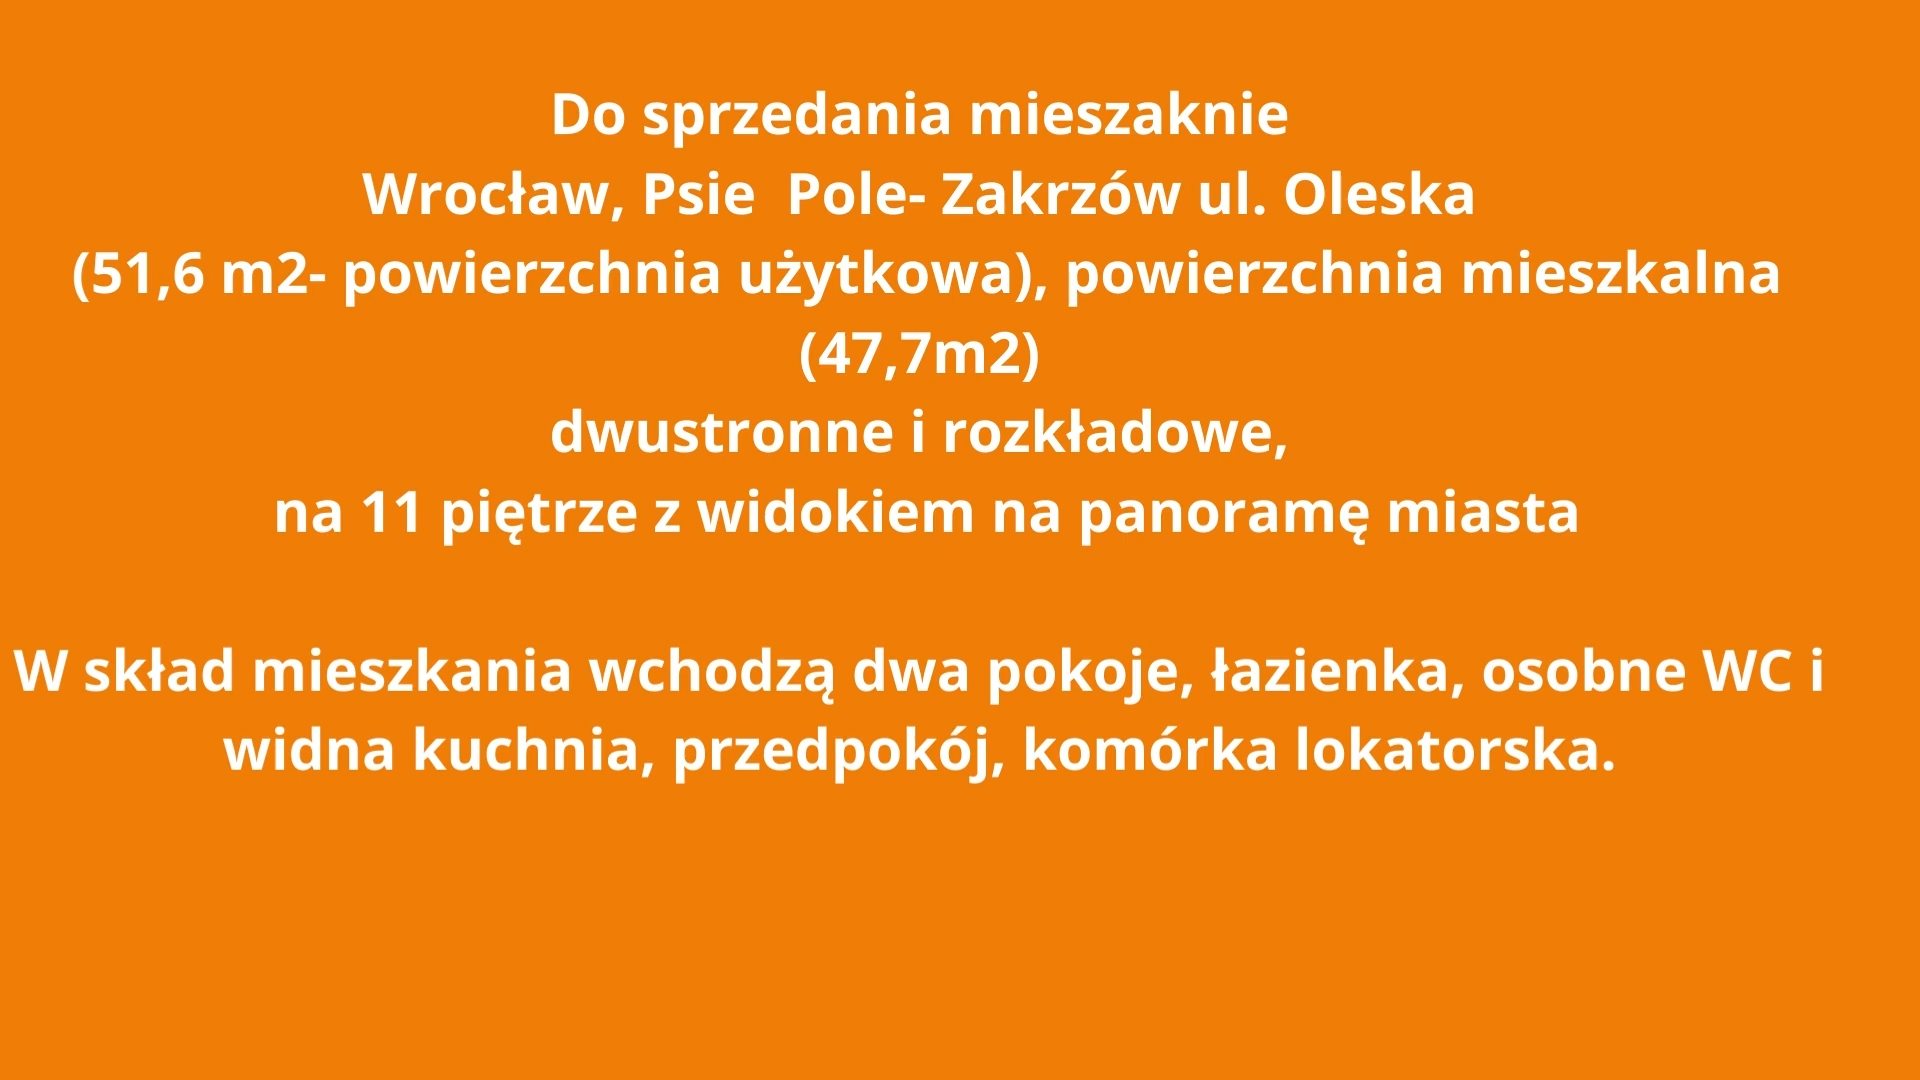 Do sprzedania mieszaknie
Wrocław, Psie  Pole- Zakrzów ul. Oleska
(51,6 m2- powierzchnia użytkowa), powierzchnia mieszkalna
(47,7m2)
dwustronne i rozkładowe,
na 11 piętrze z widokiem na panoramę miasta
W skład mieszkania wchodzą dwa pokoje, łazienka, osobne WC i
widna kuchnia, przedpokój, komórka lokatorska.